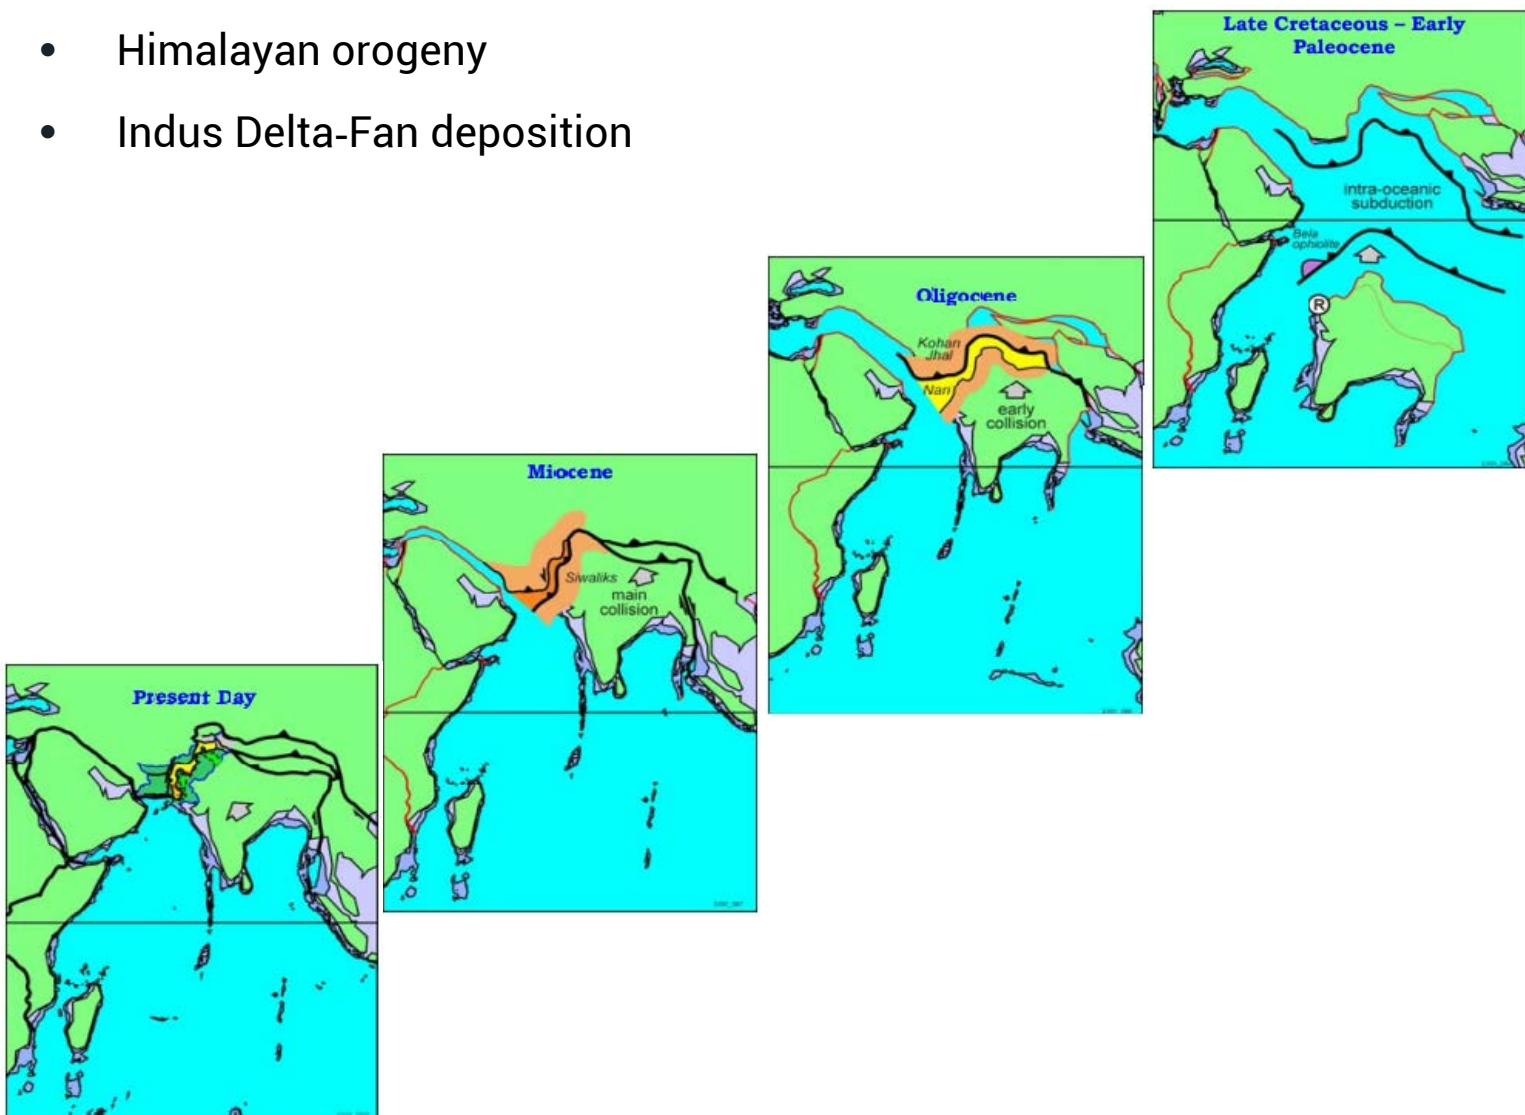 • Himalayan orogeny
• Indus Delta-Fan deposition
Late Cretaceous – Early
Paleocene
intra-oceanic
subduction
Bela
ophiolite
R
Oligocene
Kohan
Jhal
Nari
early
collision
Miocene
Siwaliks
main
collision
Present Day